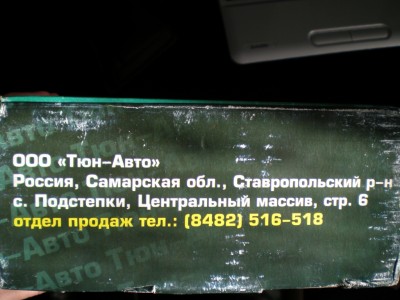 ООО «Тюн-Авто»
Россия, Самарская обл., Ставропольский р-н
с. Подстепки, Центральный массив, стр. 6
отдел продаж тел.: (8482) 516-518